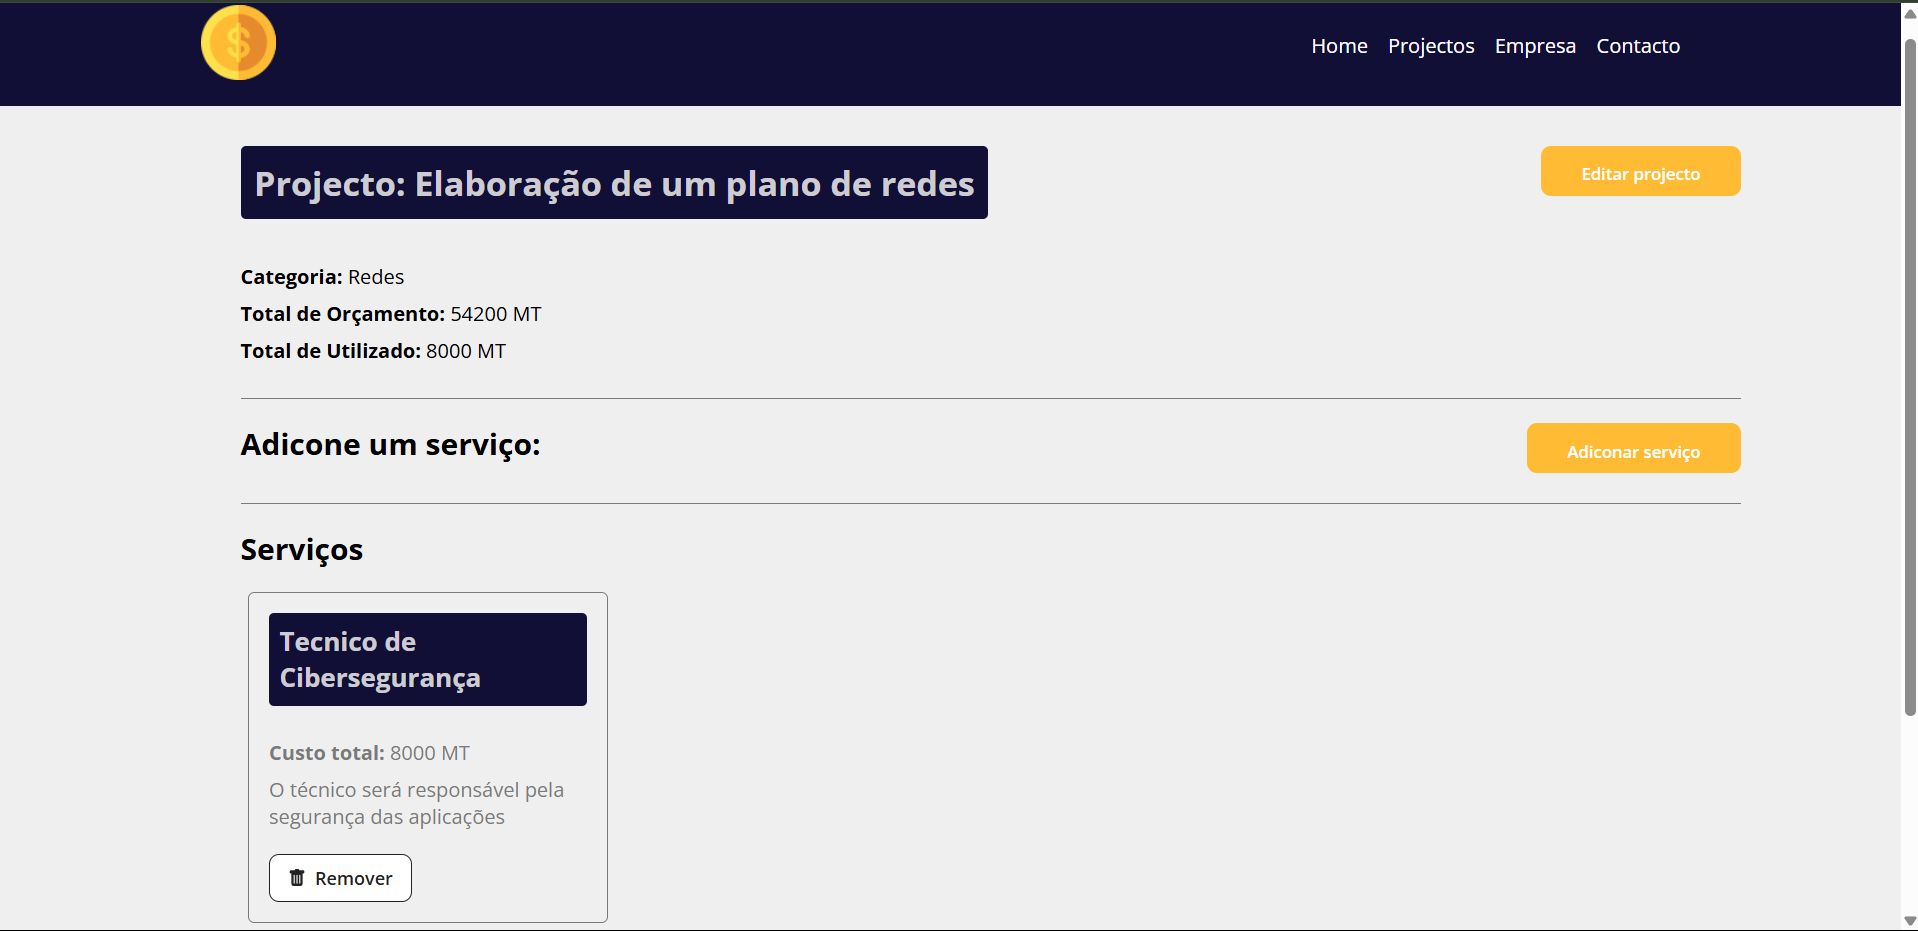 $
Home Projectos Empresa Contacto
Projecto: Elaboração de um plano de redes
Editar projecto
Categoria: Redes
Total de Orçamento: 54200 MT
Total de Utilizado: 8000 MT
Adicone um serviço:
Adiconar serviço
Serviços
Tecnico de
Cibersegurança
Custo total: 8000 MT
O técnico será responsável pela
segurança das aplicações
Remover